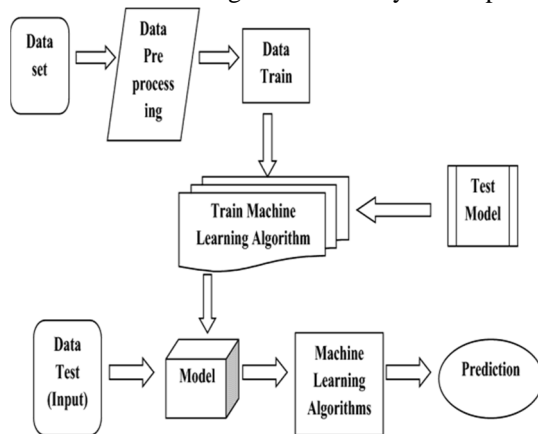 Data
set
Data
Pre
process
ing
Data
Train
Train Machine
Learning Algorithm
Test
Model
Data
Test
(Input)
Model
Machine
Learning
Algorithms
Prediction